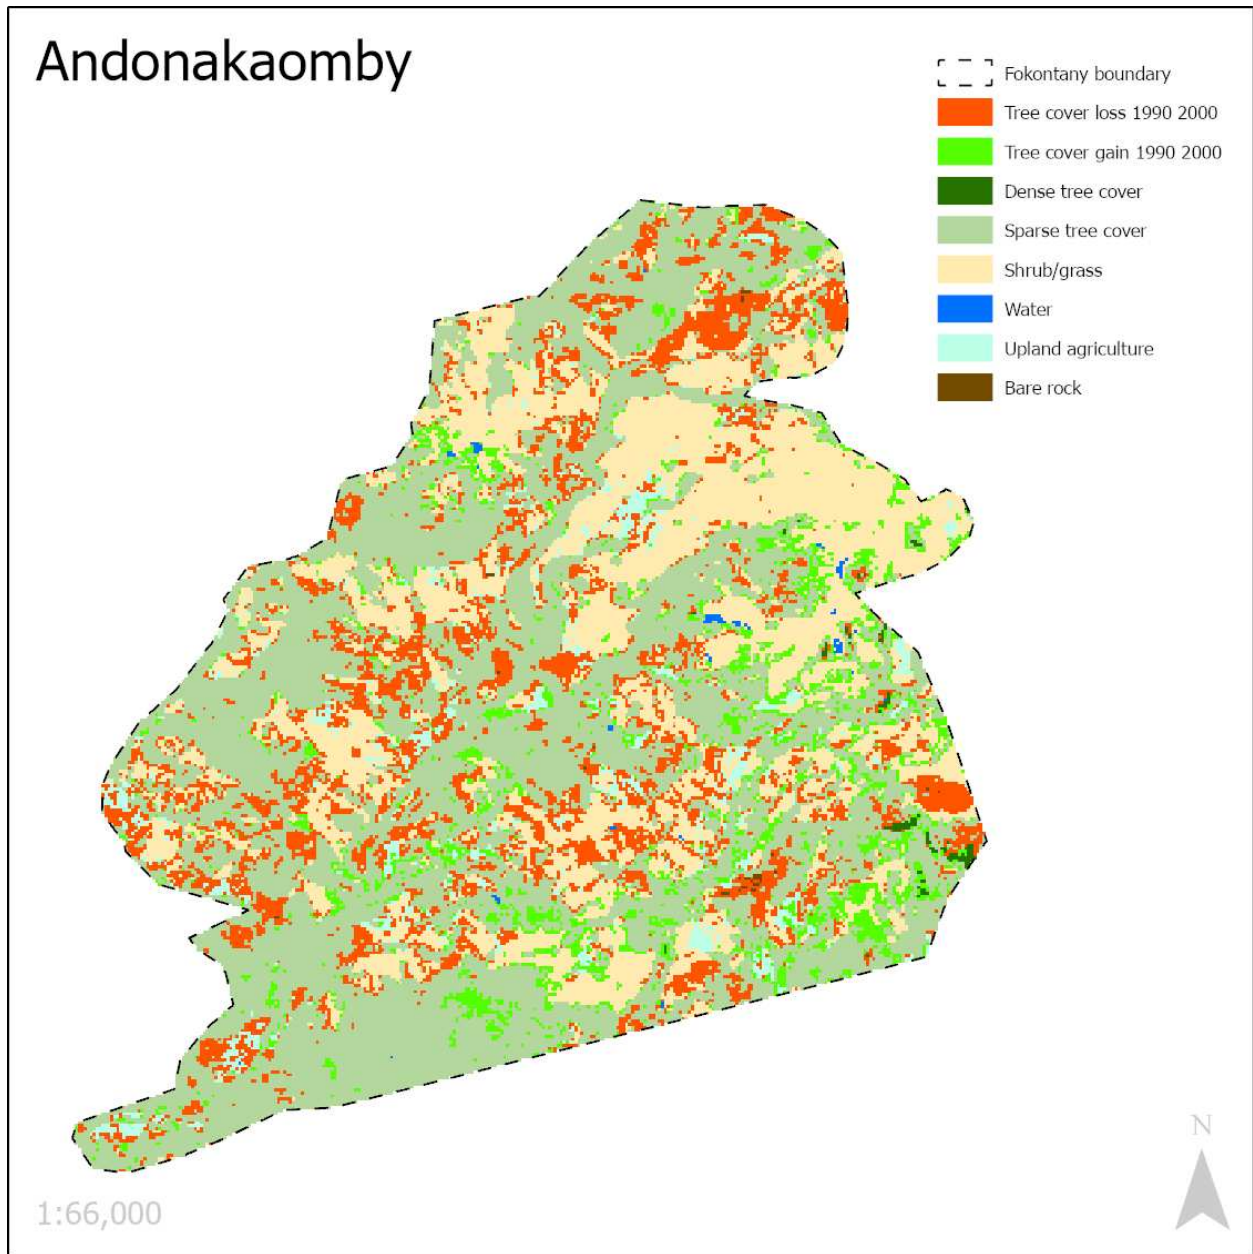 Andonakaomby
Fokontany boundary
Tree cover loss 1990 2000
Tree cover gain 1990 2000
Dense tree cover
Sparse tree cover
Shrub/grass
Water
Upland agriculture
Bare rock
N
1:66,000